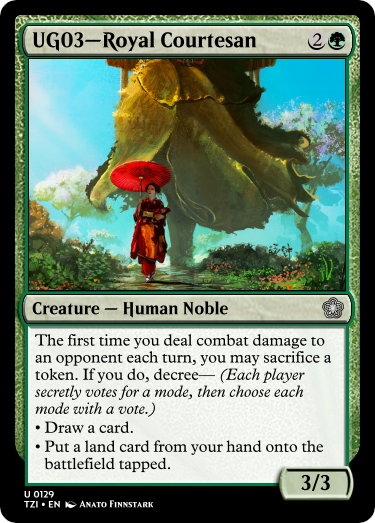 UG03—Royal Courtesan 2
Creature — Human Noble
The first time you deal combat damage to
an opponent each turn, you may sacrifice a
token. If you do, decree— (Each player
secretly votes for a mode, then choose each
mode with a vote.)
• Draw a card.
• Put a land card from your hand onto the
battlefield tapped.
3/3
U 0129
TZI • EN Anato Finnstark